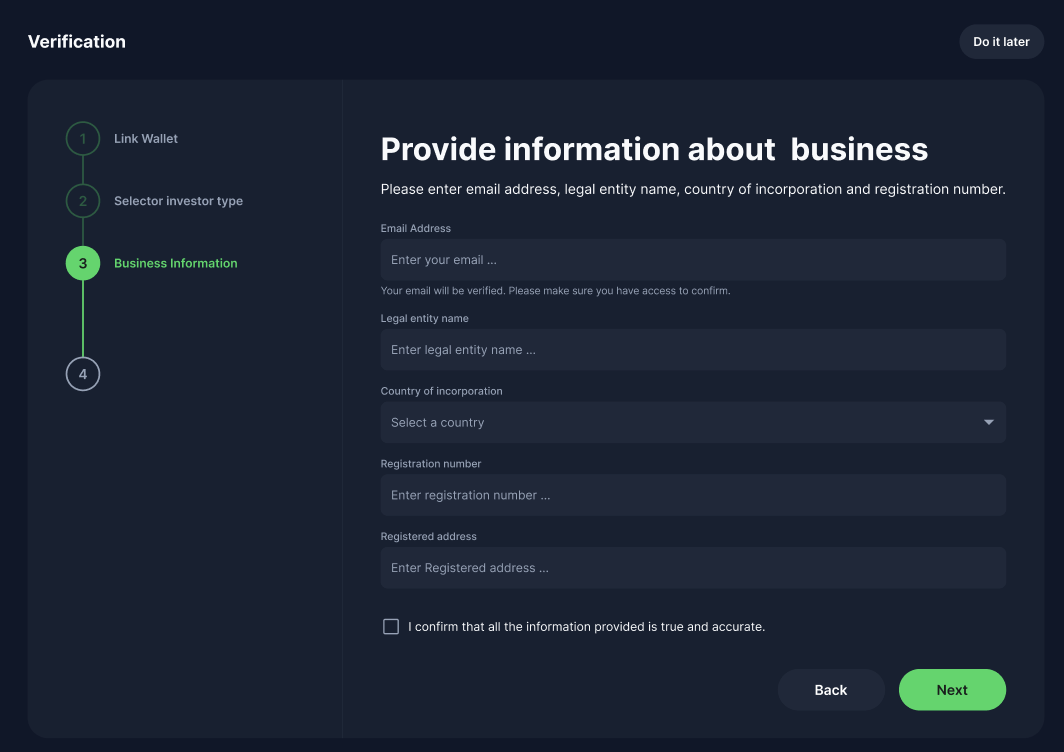 Verification
Do it later
1
Link Wallet
2
Selector investor type
3
Business Information
4
Provide information about business
Please enter email address, legal entity name, country of incorporation and registration number.
Email Address
Enter your email ...
Your email will be verified. Please make sure you have access to confirm.
Legal entity name
Enter legal entity name ...
Country of incorporation
Select a country
Registration number
Enter registration number ...
Registered address
Enter Registered address ...
I confirm that all the information provided is true and accurate.
Back
Next